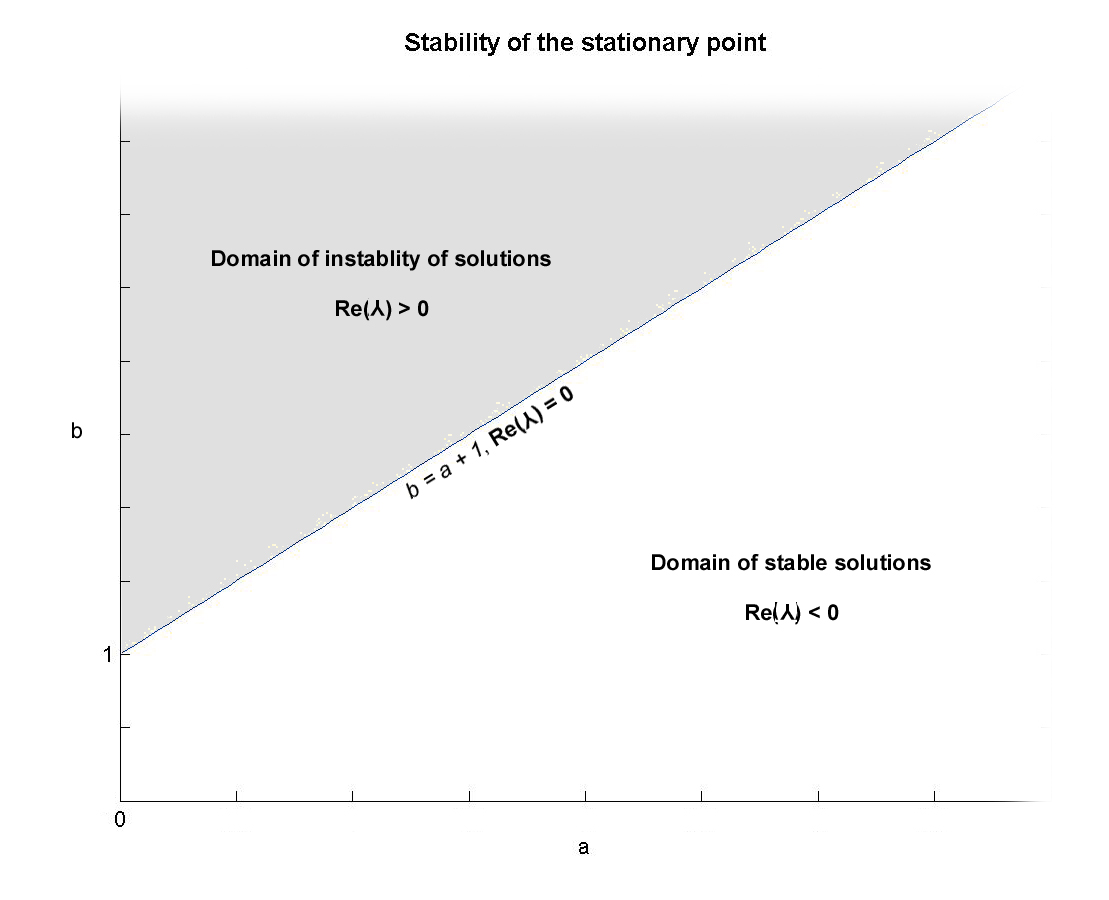 Stability of the stationary point
Domain of instablity of solutions
Re(⅄) > 0
b = a + 1, Re(⅄) = 0
b
Domain of stable solutions
Re(⅄) < 0
1
0
a